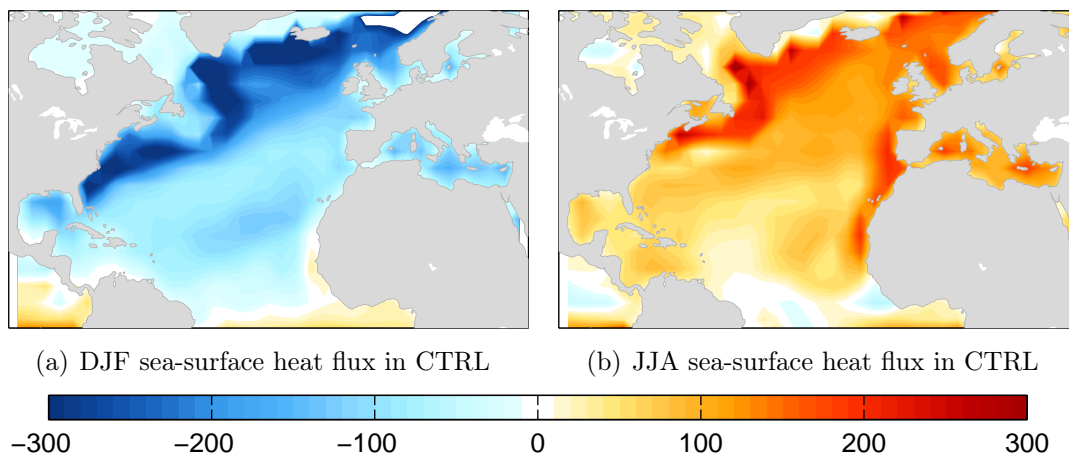 (a) DJF sea-surface heat flux in CTRL
(b) JJA sea-surface heat flux in CTRL
−300 −200 −100 0 100 200 300